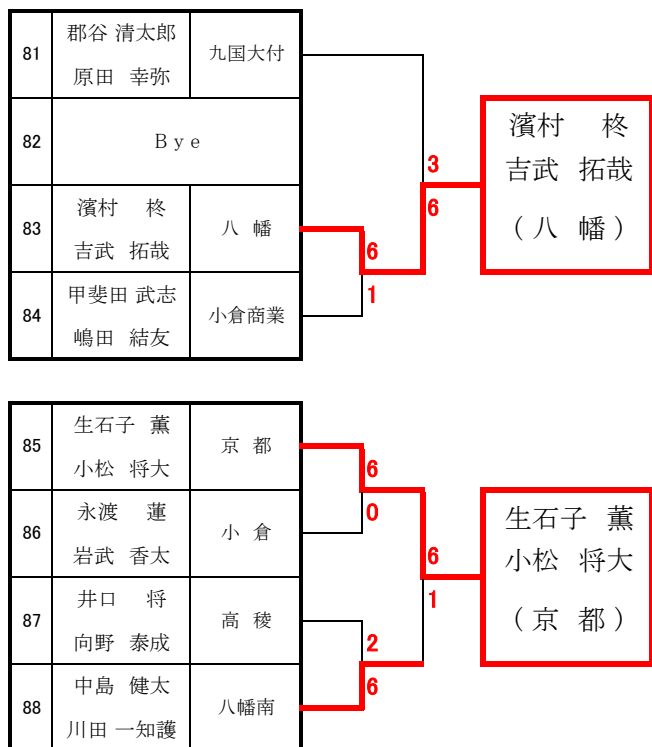 81
郡谷 清太郎
原田 幸弥
九国大付
82
Bye
83
濱村 柊
吉武 拓哉
八 幡
84
甲斐田 武志
嶋田 結友
小倉商業
3
6
6
1
濱村 柊
吉武 拓哉
(八 幡)
85
生石子 薫
小松 将大
京 都
86
永渡 蓮
岩武 香太
小 倉
87
井口 将
向野 泰成
高 稜
88
中島 健太
川田 一知護
八幡南
6
0
6
1
2
6
生石子 薫
小松 将大
(京 都)